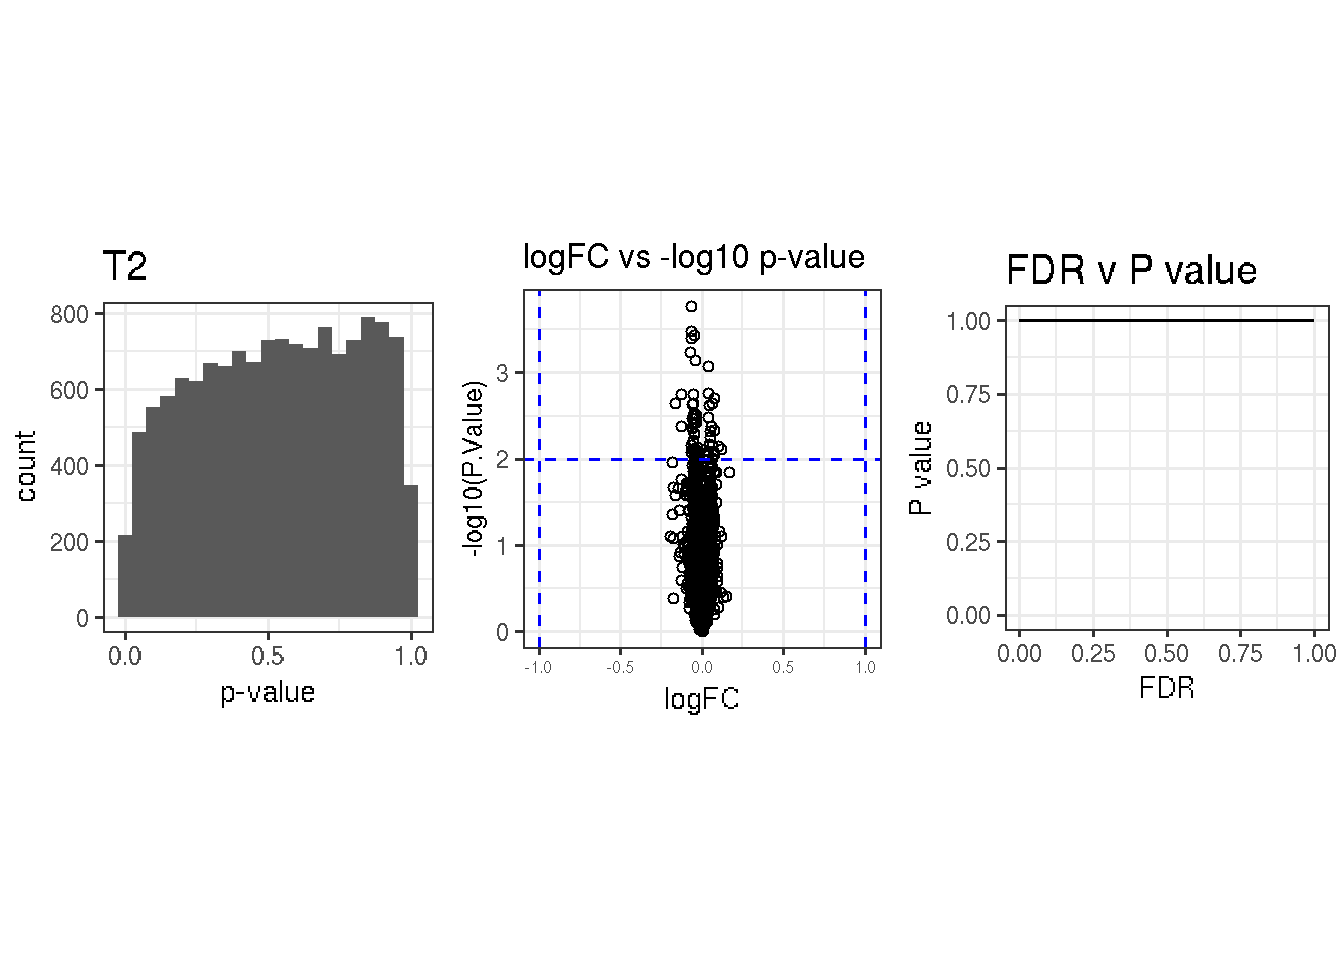 T2
800
600
400
200
0
count
0.0 0.5 1.0
p-value
logFC vs -log10 p-value
3
2
1
0
-log10(P.Value)
-1.0 -0.5 0.0 0.5 1.0
logFC
FDR v P value
1.00
0.75
0.50
0.25
0.00
P value
0.00 0.25 0.50 0.75 1.00
FDR